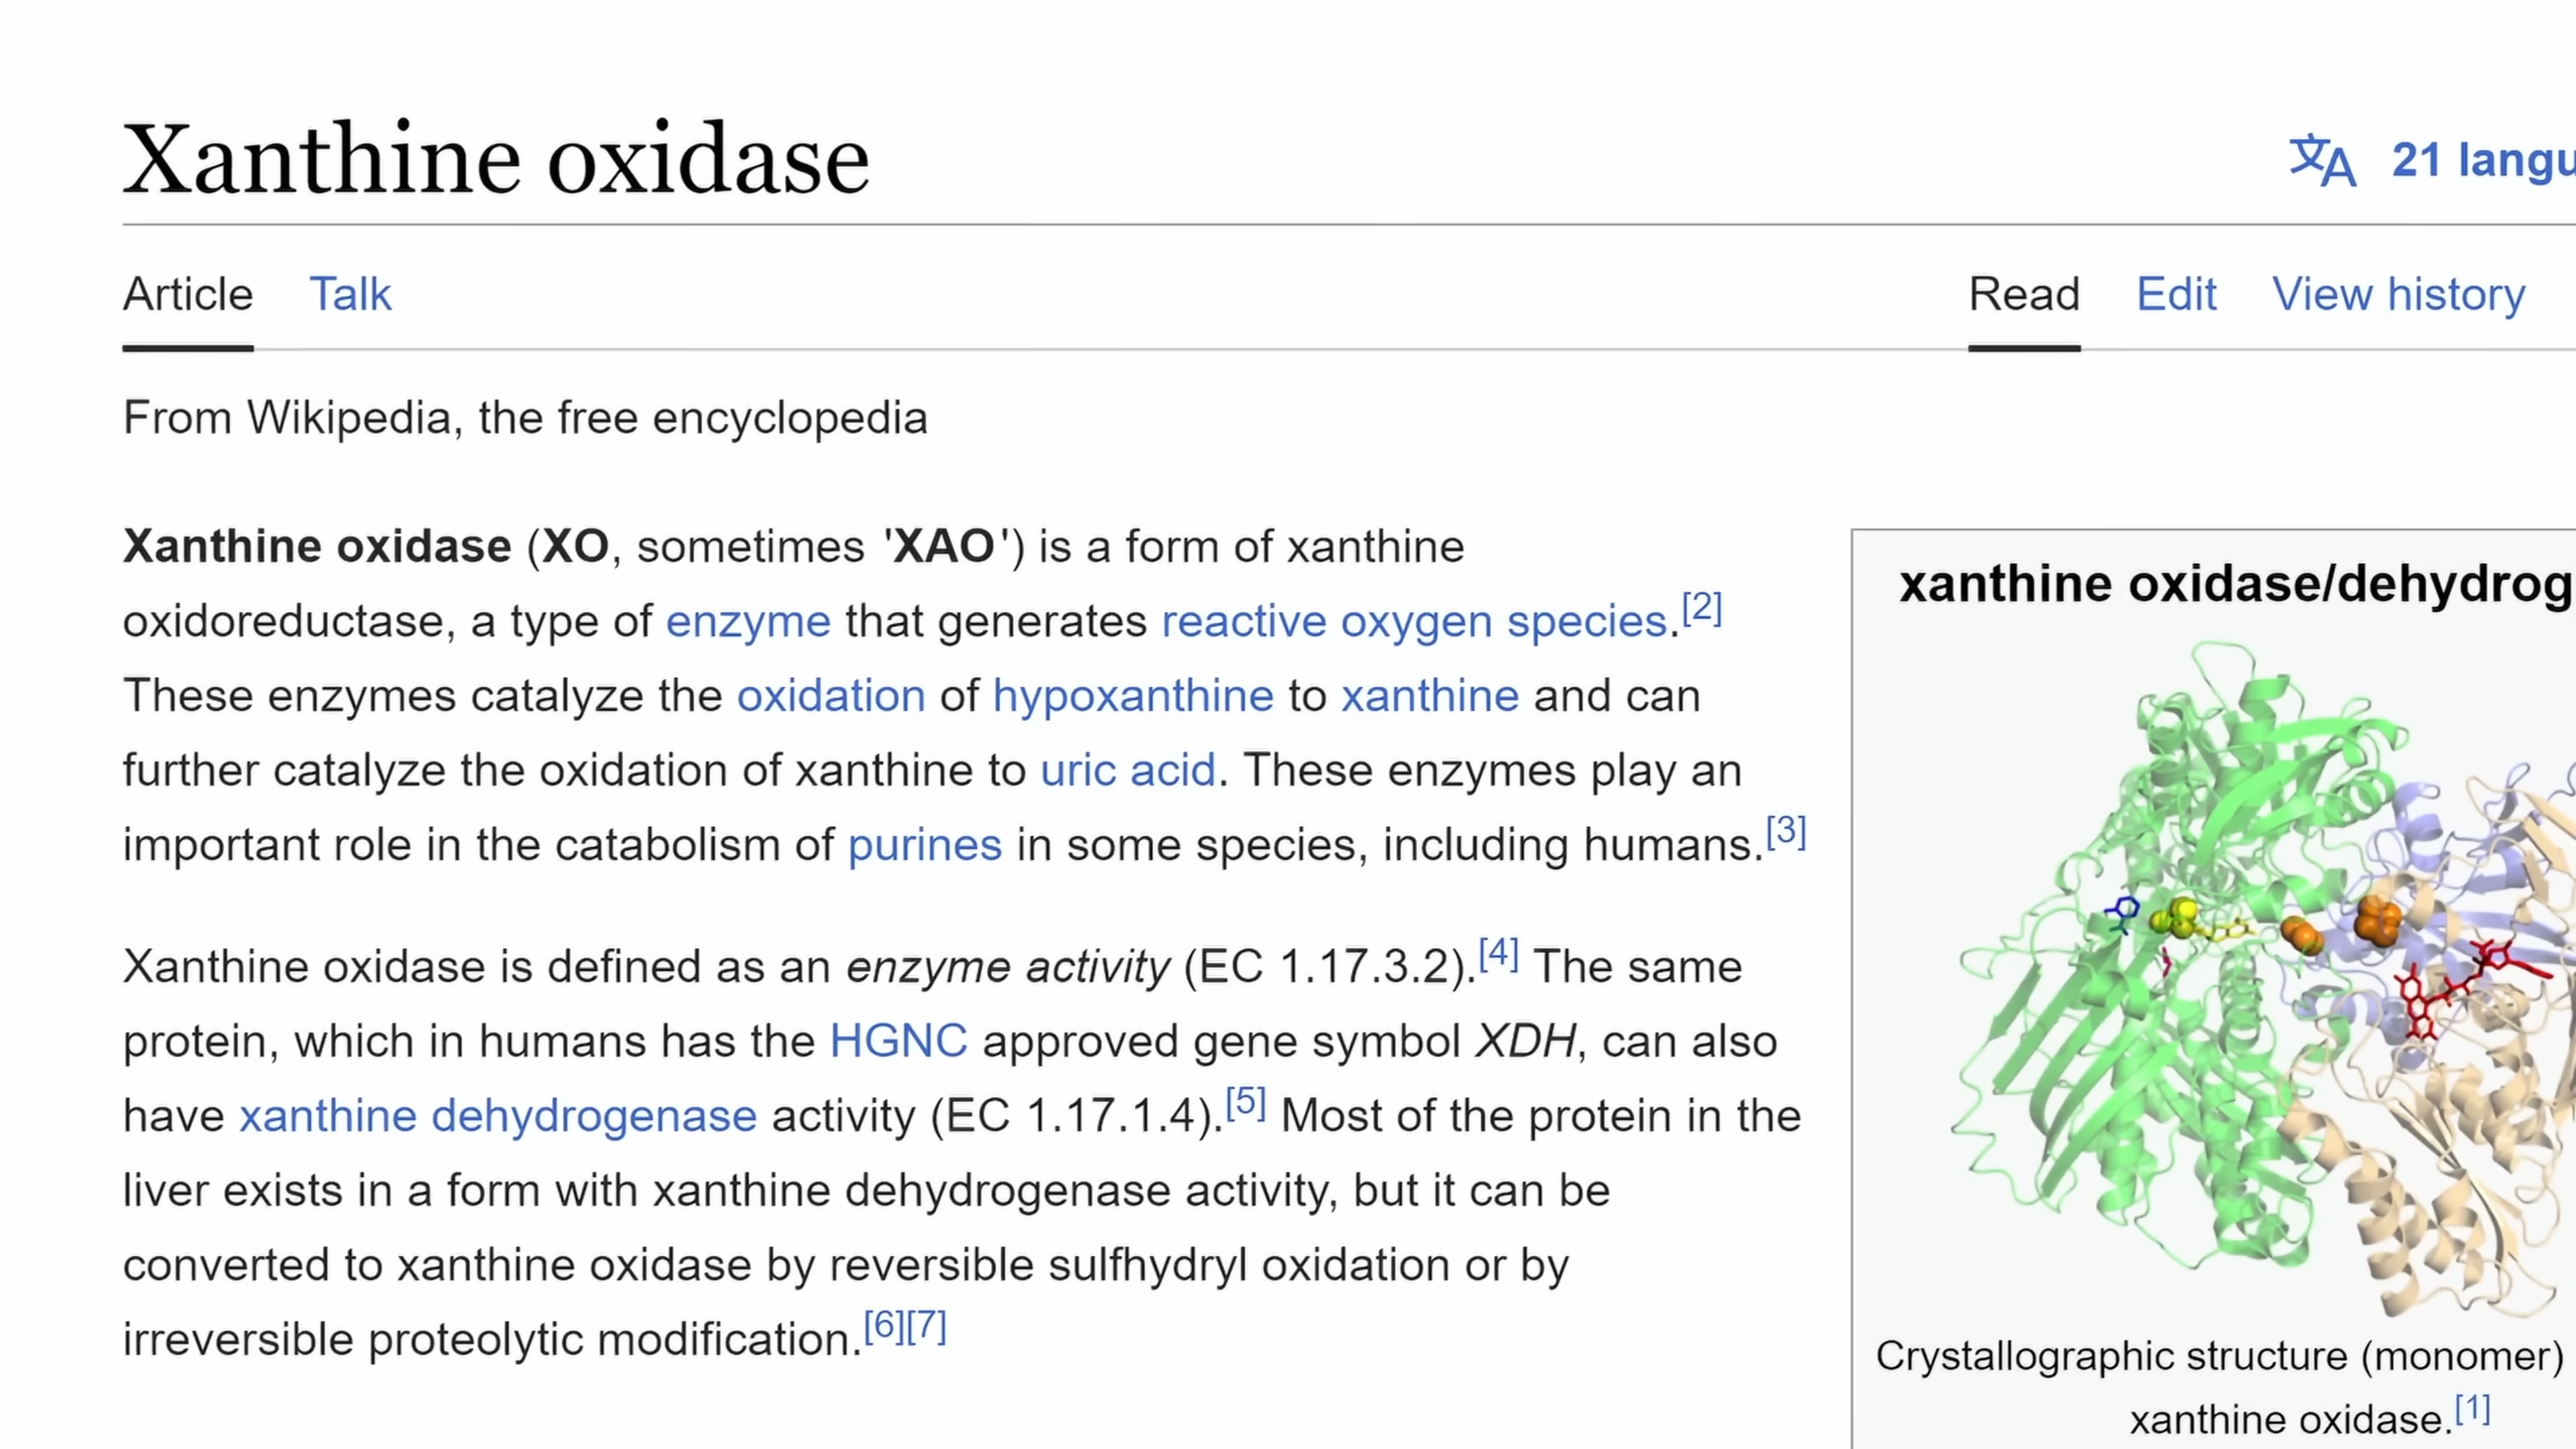 Xanthine oxidase
文A 21 langu
Article Talk
Read Edit View history
From Wikipedia, the free encyclopedia
Xanthine oxidase (XO, sometimes 'XAO') is a form of xanthine
oxidoreductase, a type of enzyme that generates reactive oxygen species.[2]
These enzymes catalyze the oxidation of hypoxanthine to xanthine and can
further catalyze the oxidation of xanthine to uric acid. These enzymes play an
important role in the catabolism of purines in some species, including humans.[3]
Xanthine oxidase is defined as an enzyme activity (EC 1.17.3.2).[4] The same
protein, which in humans has the HGNC approved gene symbol XDH, can also
have xanthine dehydrogenase activity (EC 1.17.1.4).[5] Most of the protein in the
liver exists in a form with xanthine dehydrogenase activity, but it can be
converted to xanthine oxidase by reversible sulfhydryl oxidation or by
irreversible proteolytic modification.[6][7]
xanthine oxidase/dehydrog
Crystallographic structure (monomer)
xanthine oxidase.[1]